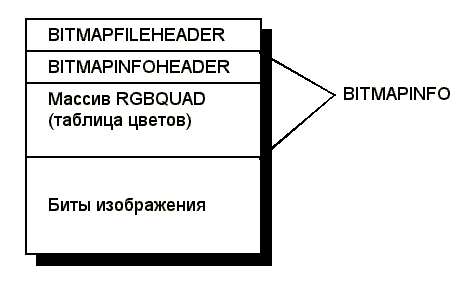 BITMAPFILEHEADER
BITMAPINFOHEADER
BITMAPINFO
Массив RGBQUAD
(таблица цветов)
Биты изображения